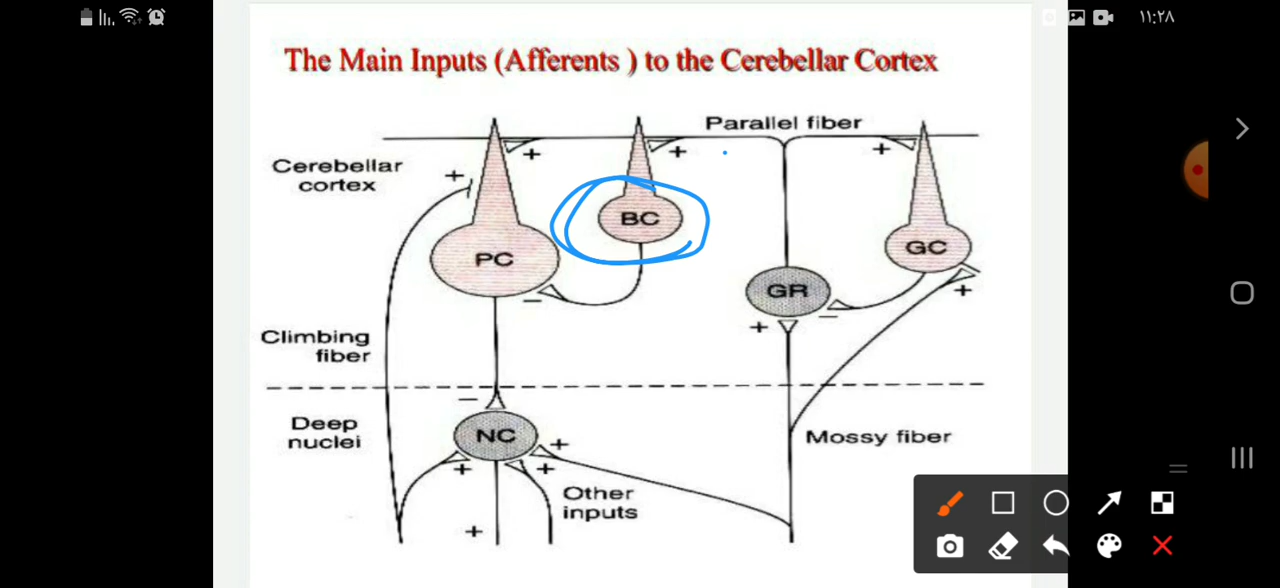 ١١:٢٨
The Main Inputs (Afferents ) to the Cerebellar Cortex
Parallel fiber
+
+
+
Cerebellar
cortex
+
BC
PC
GC
GR
−
−
+
+
Climbing
fiber
−
Deep
nuclei
NC
+
+
+
Mossy fiber
Other
inputs
+